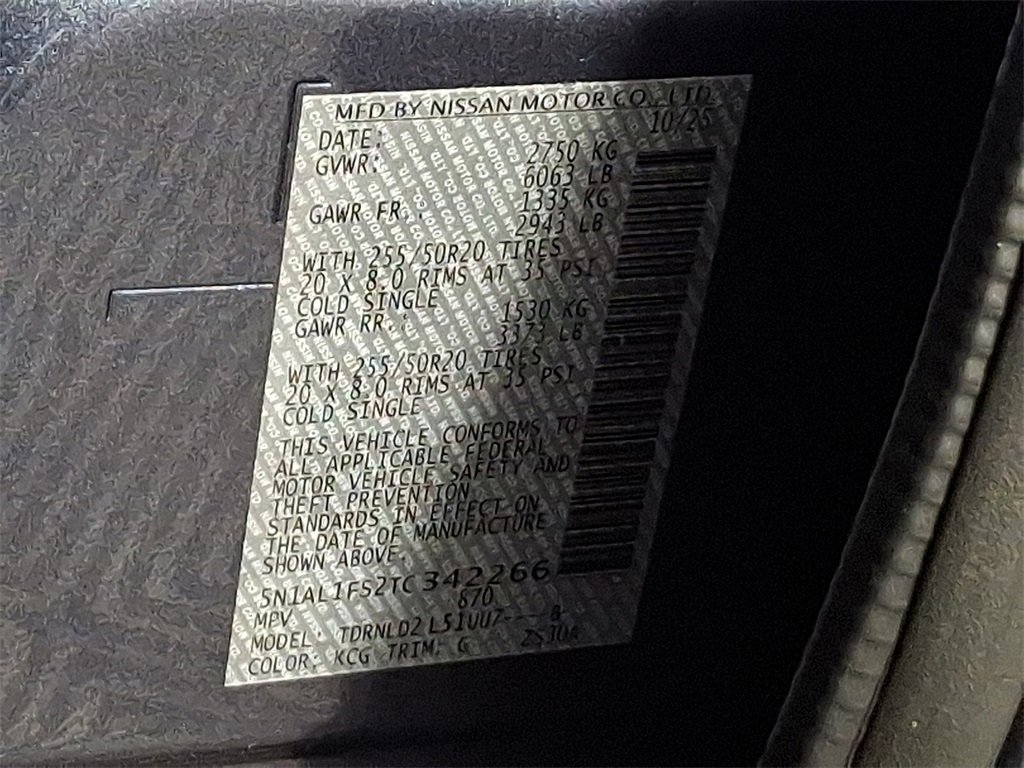 MFD BY NISSAN MOTOR CO., LTD.
DATE: 10/25
GVWR: 2750 KG
6063 LB
GAWR FR.: 1335 KG
2943 LB
WITH 255/50R20 TIRES
20 X 8.0 RIMS AT 35 PSI
COLD SINGLE
GAWR RR.: 1530 KG
3373 LB
WITH 255/50R20 TIRES
20 X 8.0 RIMS AT 35 PSI
COLD SINGLE
THIS VEHICLE CONFORMS TO
ALL APPLICABLE FEDERAL
MOTOR VEHICLE SAFETY AND
THEFT PREVENTION
STANDARDS IN EFFECT ON
THE DATE OF MANUFACTURE
SHOWN ABOVE.
5N1AL1FS2TC342266
MPV 870
MODEL: TDRNLD2
COLOR: KCG TRIM: G